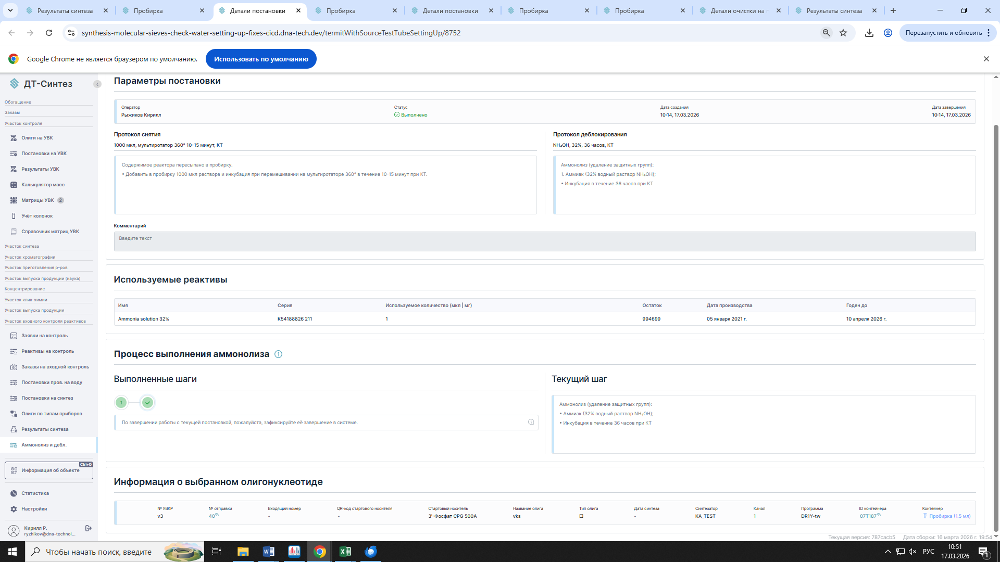 Результаты синтеза
Пробирка
Детали постановки
Пробирка
Детали постановки
Пробирка
Пробирка
Детали очистки на п
Результаты синтеза
synthesis-molecular-sieves-check-water-setting-up-fixes-cicd.dna-tech.dev/termitWithSourceTestTubeSettingUp/8752
Перезапустить и обновить
Google Chrome не является браузером по умолчанию.
Использовать по умолчанию
ДТ-Синтез
Обогащение
Заказы
Участок контроля
Олиги на УВК
Постановки на УВК
Результаты УВК
Калькулятор масс
Матрицы УВК 2
Учёт колонок
Справочник матриц УВК
Участок синтеза
Участок хроматографии
Участок приготовления р-ров
Участок выпуска продукции (наука)
Концентрирование
Участок клик-химии
Участок выпуска продукции
Участок входного контроля реактивов
Заявки на контроль
Реактивы на контроль
Заказы на входной контроль
Постановки пров. на воду
Постановки на синтез
Олиги по типам приборов
Результаты синтеза
Аммонолиз и дебл.
Ctrl+Q
Информация об объекте
Статистика
Настройки
Кирилл Р.
ryzhikov@dna-technol...
Параметры постановки
Оператор
Рыжиков Кирилл
Статус
Выполнено
Дата создания
10:14, 17.03.2026
Дата завершения
10:14, 17.03.2026
Протокол снятия
1000 мкл, мультиротатор 360° 10-15 минут, КТ
Содержимое реактора пересыпано в пробирку.
• Добавить в пробирку 1000 мкл раствора и инкубация при перемешивании на мультиротаторе 360° в течение 10-15 минут при КТ.
Протокол деблокирования
NH₄OH, 32%, 36 часов, КТ
Аммонолиз (удаление защитных групп):
1. Аммиак (32% водный раствор NH₄OH);
• Инкубация в течение 36 часов при КТ
Комментарий
Введите текст
Используемые реактивы
Имя Серия Используемое количество (мкл | мг) Остаток Дата производства Годен до
Ammonia solution 32% K54188826 211 1 994699 05 января 2021 г. 10 апреля 2026 г.
Процесс выполнения аммонолиза
Выполненные шаги
1
По завершении работы с текущей постановкой, пожалуйста, зафиксируйте её завершение в системе.
Текущий шаг
Аммонолиз (удаление защитных групп):
• Аммиак (32% водный раствор NH₄OH);
• Инкубация в течение 36 часов при КТ
Информация о выбранном олигонуклеотиде
№ УВКР № отправки Входящий номер QR-код стартового носителя Стартовый носитель Название олига Тип олига Дата синтеза Синтезатор Канал Программа ID контейнера Контейнер
v3 40 - - 3'-Фосфат CPG 500A vks - KA_TEST 1 DR1Y-tw 07T187 Пробирка (1.5 мл)
Текущая версия: 787cacb5 Дата сборки: 16 марта 2026 г. 19:54
Чтобы начать поиск, введите
РУС
10:51
17.03.2026
1